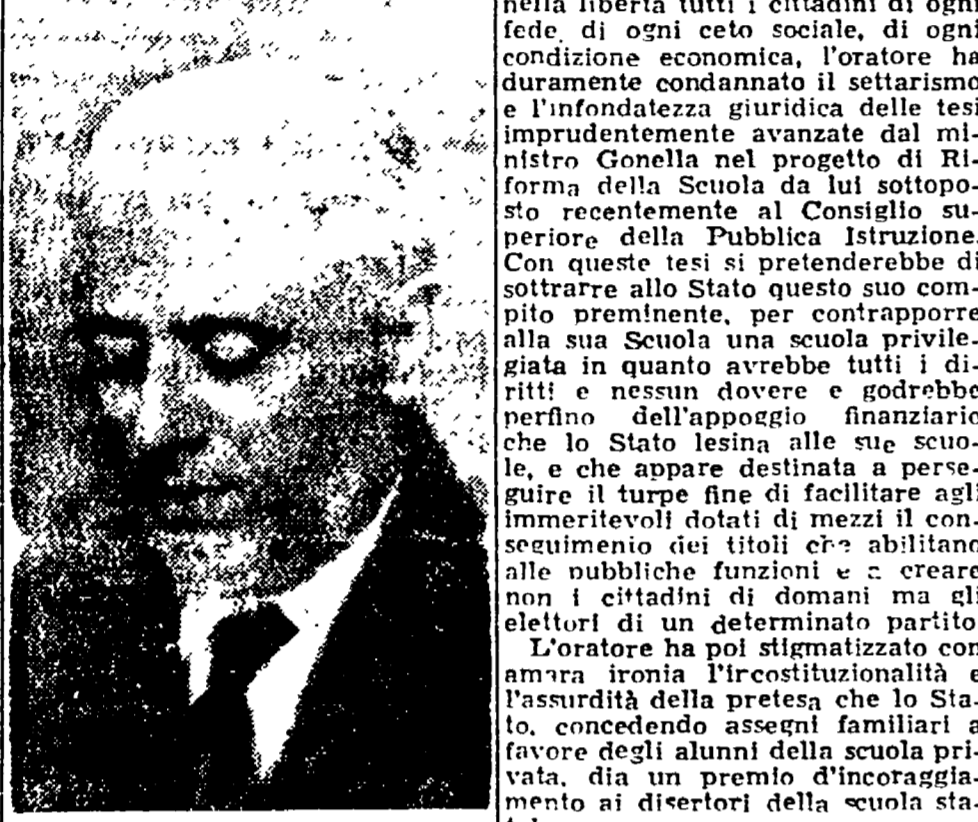 nella libertà tutti i cittadini di ogni
fede. di ogni ceto sociale, di ogni
condizione economica, l'oratore ha
duramente condannato il settarismo
e l'infondatezza giuridica delle tesi
imprudentemente avanzate dal mi-
nistro Gonella nel progetto di Ri-
forma della Scuola da lui sottopo-
sto recentemente al Consiglio su-
periore della Pubblica Istruzione.
Con queste tesi si pretenderebbe di
sottrarre allo Stato questo suo com-
pito preminente, per contrapporre
alla sua Scuola una scuola privile-
giata in quanto avrebbe tutti i di-
ritti e nessun dovere e godrebbe
perfino dell'appoggio finanziario
che lo Stato lesina alle sue scuo-
le, e che appare destinata a perse-
guire il turpe fine di facilitare agli
immeritevoli dotati di mezzi il con-
seguimento dei titoli che abilitano
alle pubbliche funzioni e a creare
non i cittadini di domani ma gli
elettori di un determinato partito
L'oratore ha poi stigmatizzato con
amara ironia l'ircostituzionalità e
l'assurdità della pretesa che lo Sta-
to, concedendo assegni familiari a
favore degli alunni della scuola pri-
vata, dia un premio d'incoraggia-
mento ai disertori della scuola sta-